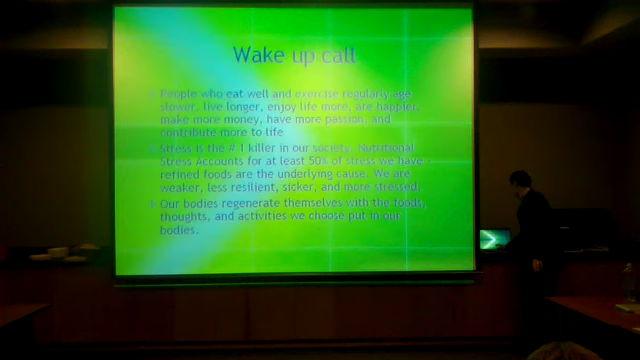 Wake up call
People who eat well and exercise regularly age
slower, live longer, enjoy life more, are happier,
make more money, have more passion, and
contribute more to life
Stress is the # 1 killer in our society. Nutritional
Stress Accounts for at least 50% of stress we have
refined foods are the underlying cause. We are
weaker, less resilient, sicker, and more stressed.
Our bodies regenerate themselves with the foods,
thoughts, and activities we choose put in our
bodies.